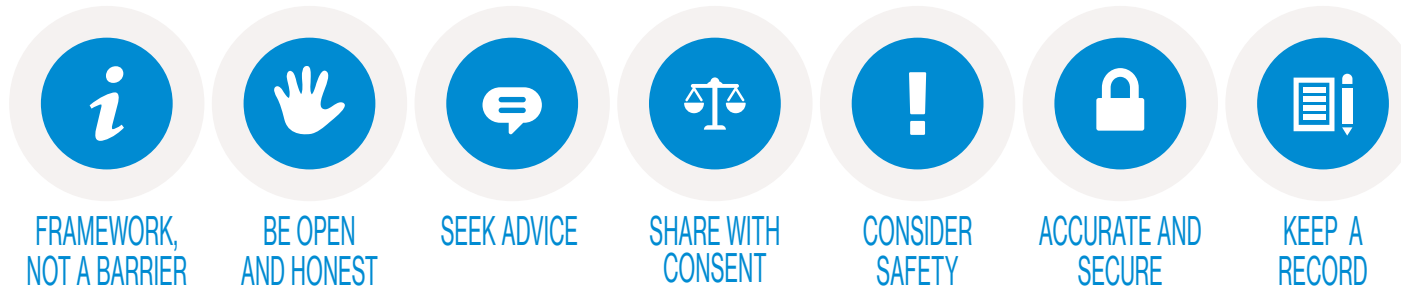 FRAMEWORK,
NOT A BARRIER
BE OPEN
AND HONEST
SEEK ADVICE
SHARE WITH
CONSENT
CONSIDER
SAFETY
ACCURATE AND
SECURE
KEEP A
RECORD